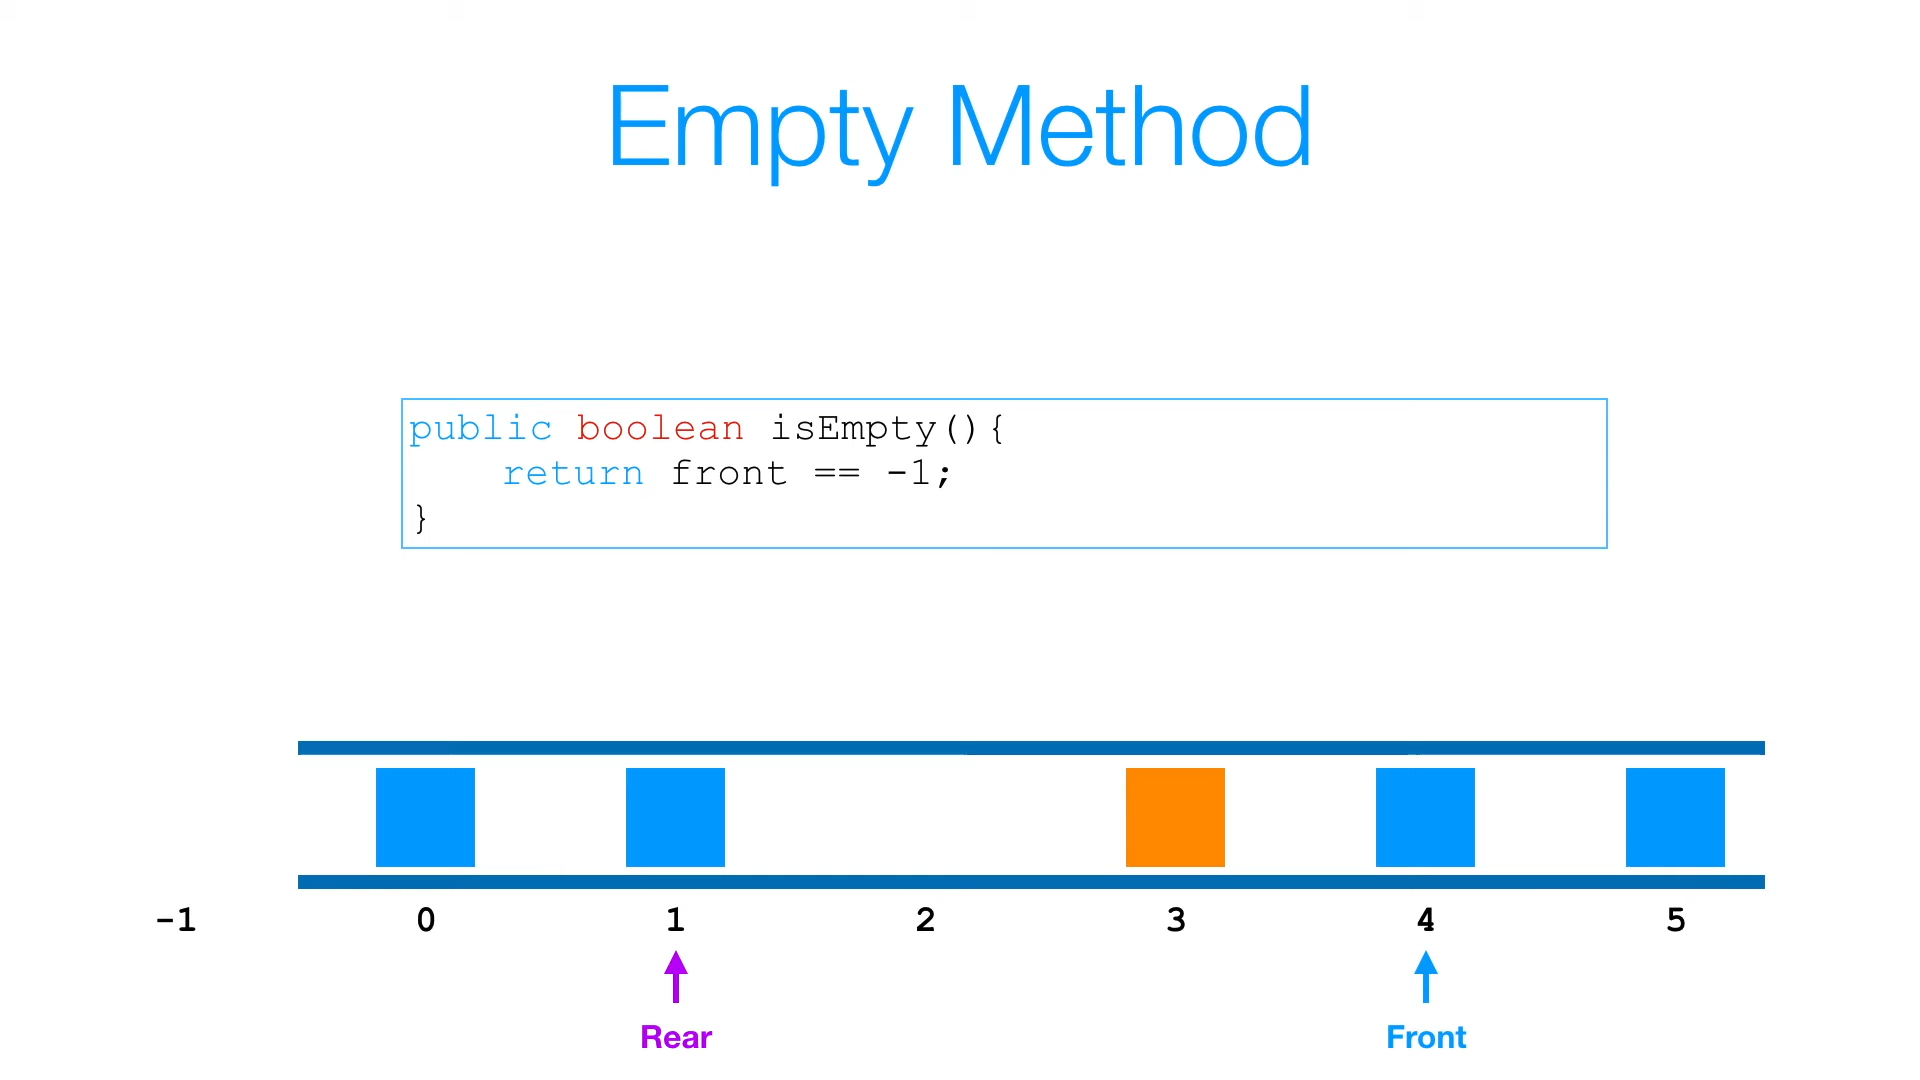 Empty Method
public boolean isEmpty(){
    return front == -1;
}
-1 0 1 2 3 4 5
Rear Front